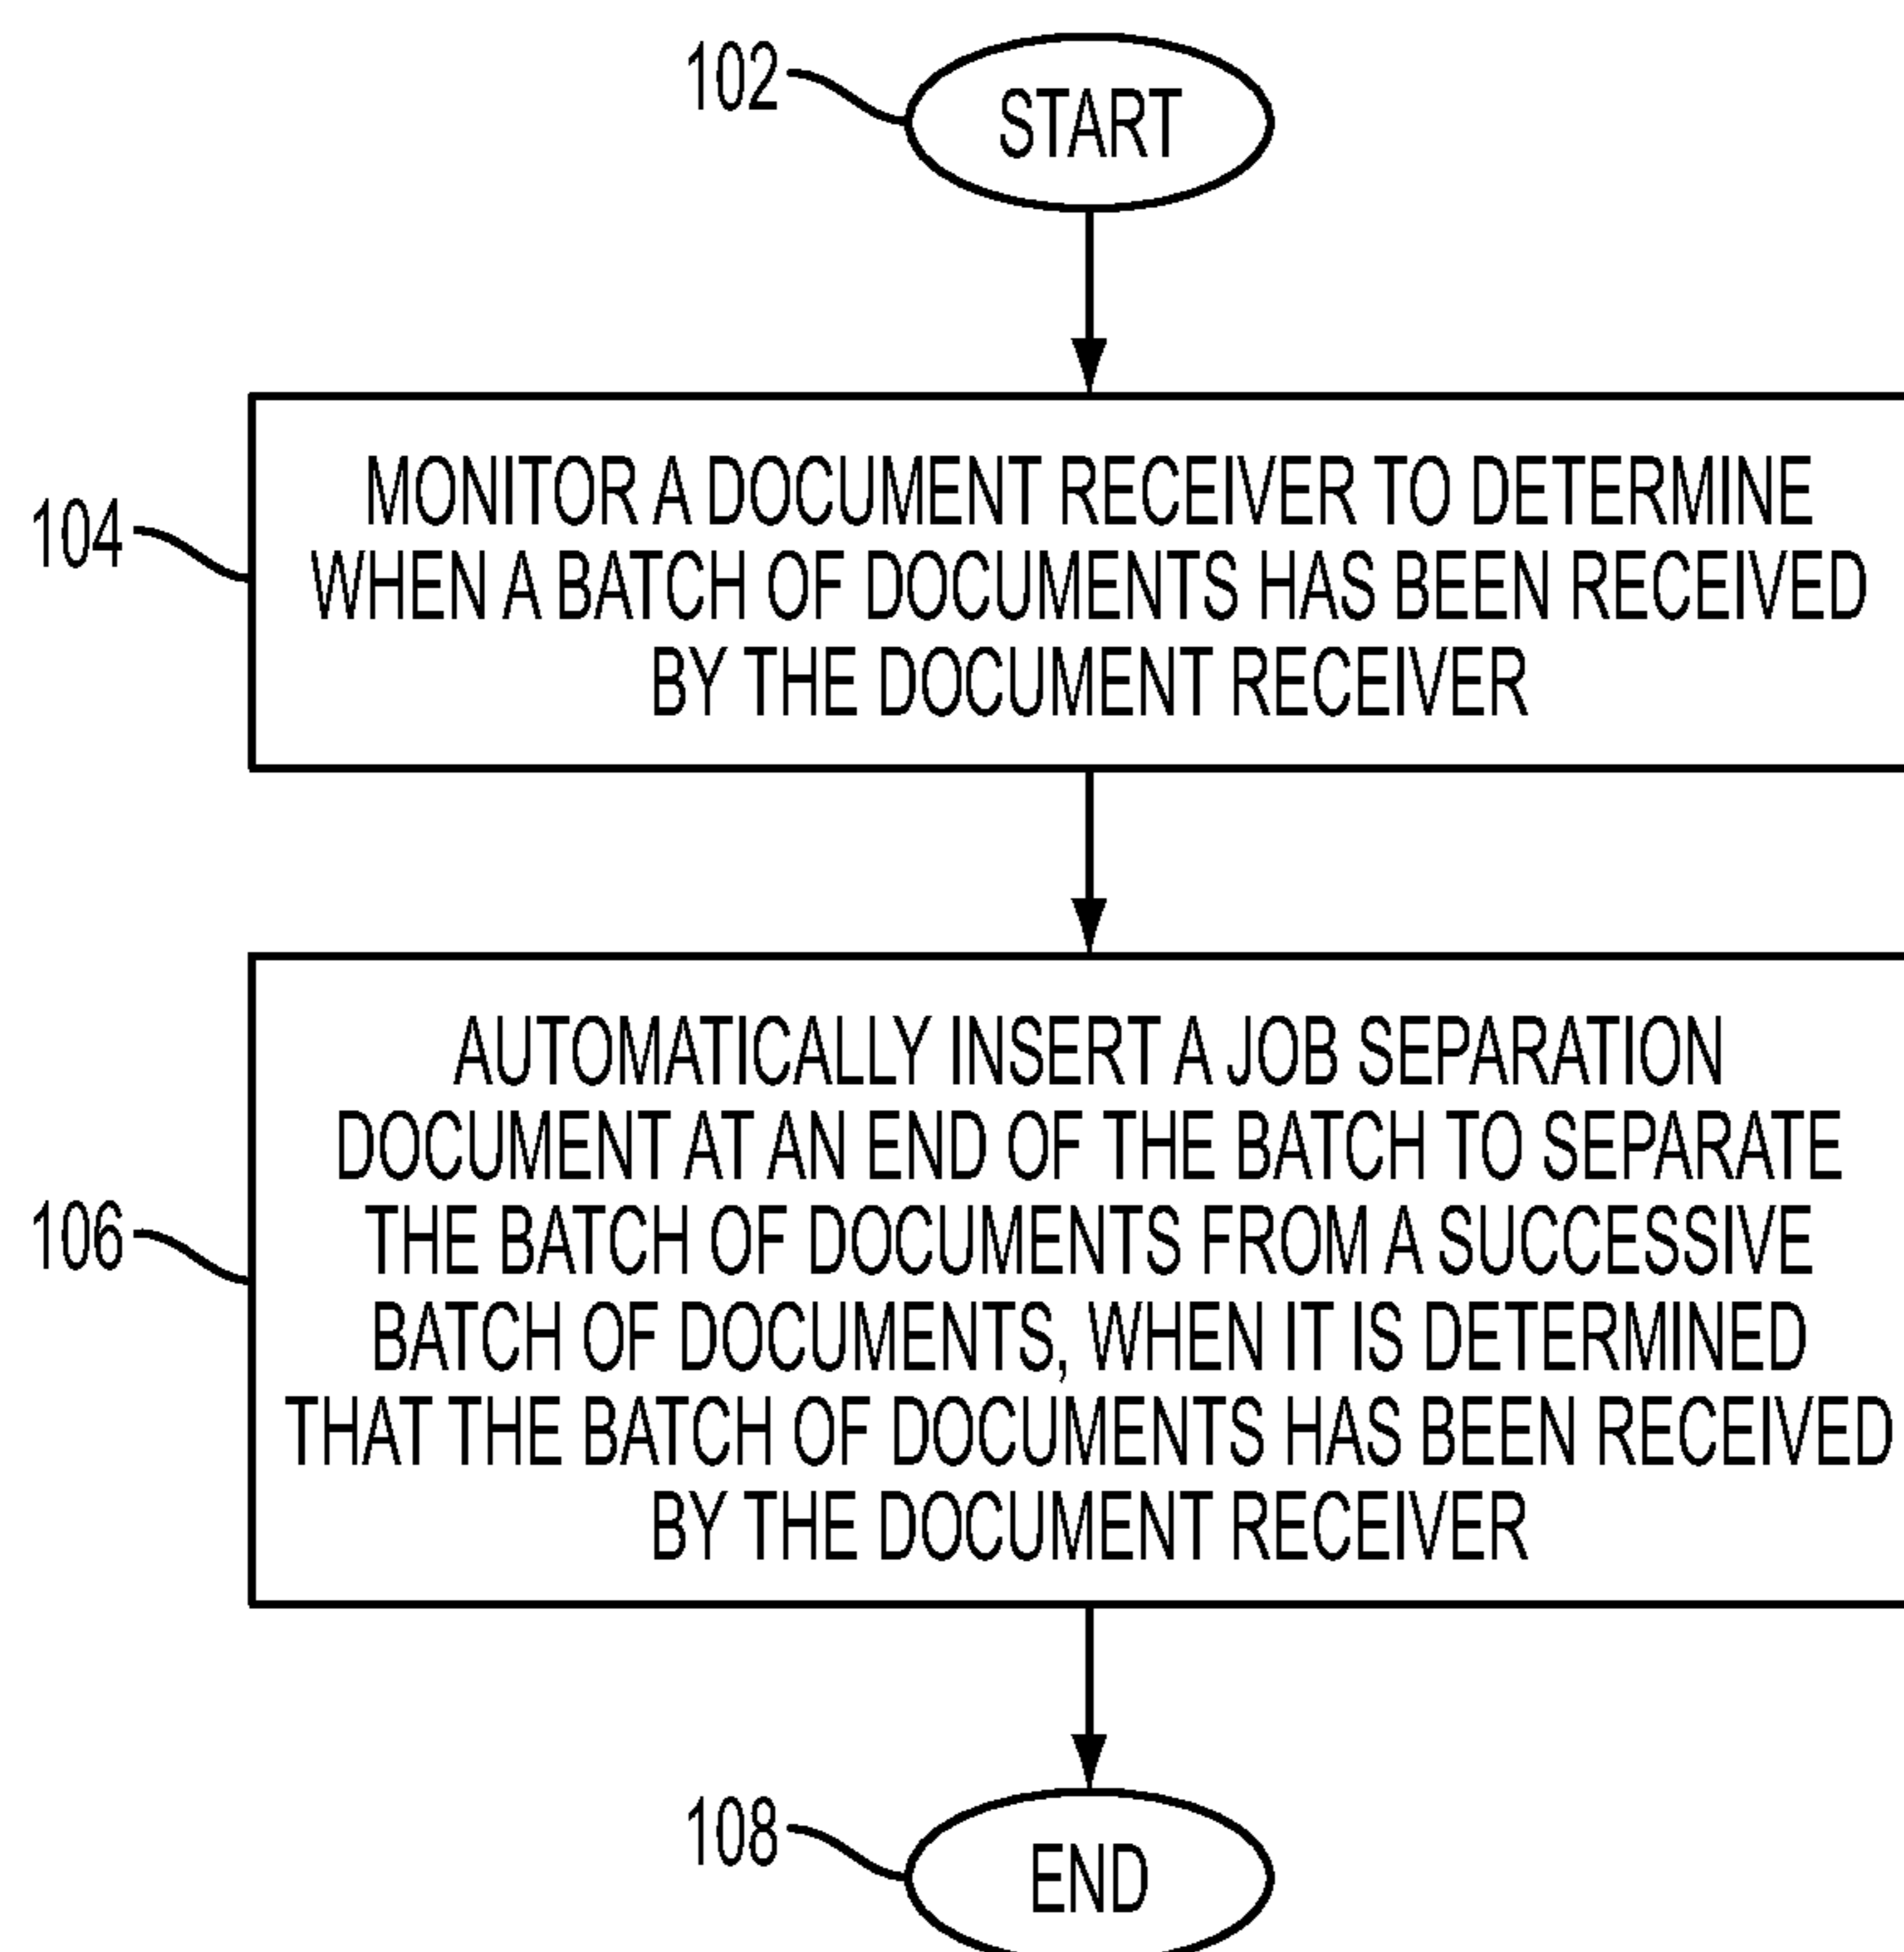 102
START
104
MONITOR A DOCUMENT RECEIVER TO DETERMINE
WHEN A BATCH OF DOCUMENTS HAS BEEN RECEIVED
BY THE DOCUMENT RECEIVER
106
AUTOMATICALLY INSERT A JOB SEPARATION
DOCUMENT AT AN END OF THE BATCH TO SEPARATE
THE BATCH OF DOCUMENTS FROM A SUCCESSIVE
BATCH OF DOCUMENTS, WHEN IT IS DETERMINED
THAT THE BATCH OF DOCUMENTS HAS BEEN RECEIVED
BY THE DOCUMENT RECEIVER
108
END